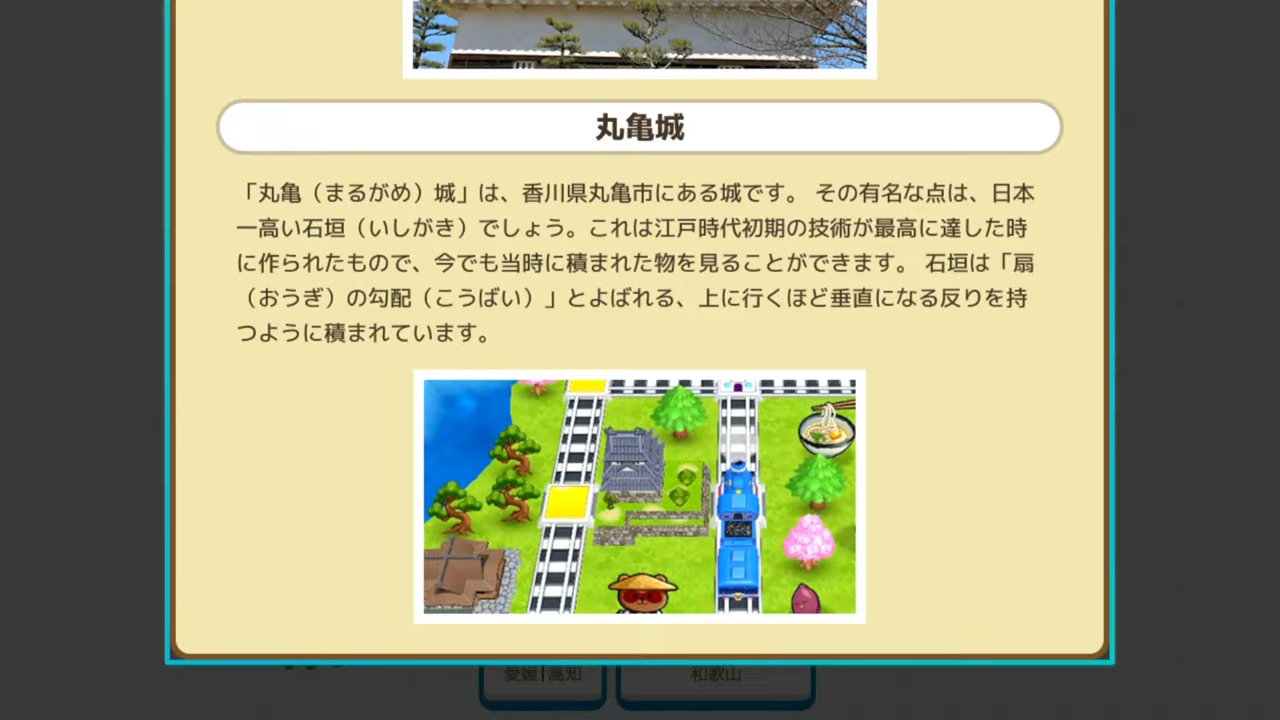 丸亀城
「丸亀（まるがめ）城」は、香川県丸亀市にある城です。 その有名な点は、日本
一高い石垣（いしがき）でしょう。これは江戸時代初期の技術が最高に達した時
に作られたもので、今でも当時に積まれた物を見ることができます。 石垣は「扇
（おうぎ）の勾配（こうばい）」とよばれる、上に行くほど垂直になる反りを持
つように積まれています。
愛媛|高知
和歌山